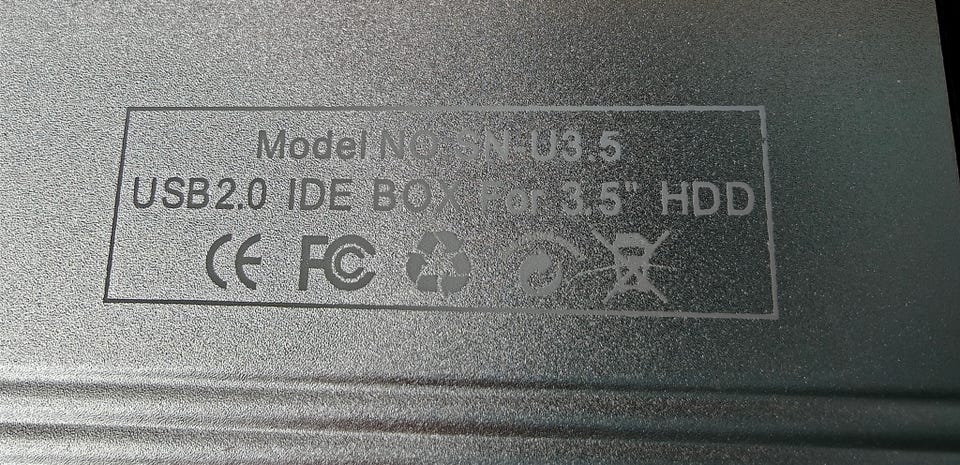 Model NO SN-U3.5
USB2.0 IDE BOX For 3.5" HDD
CE FC